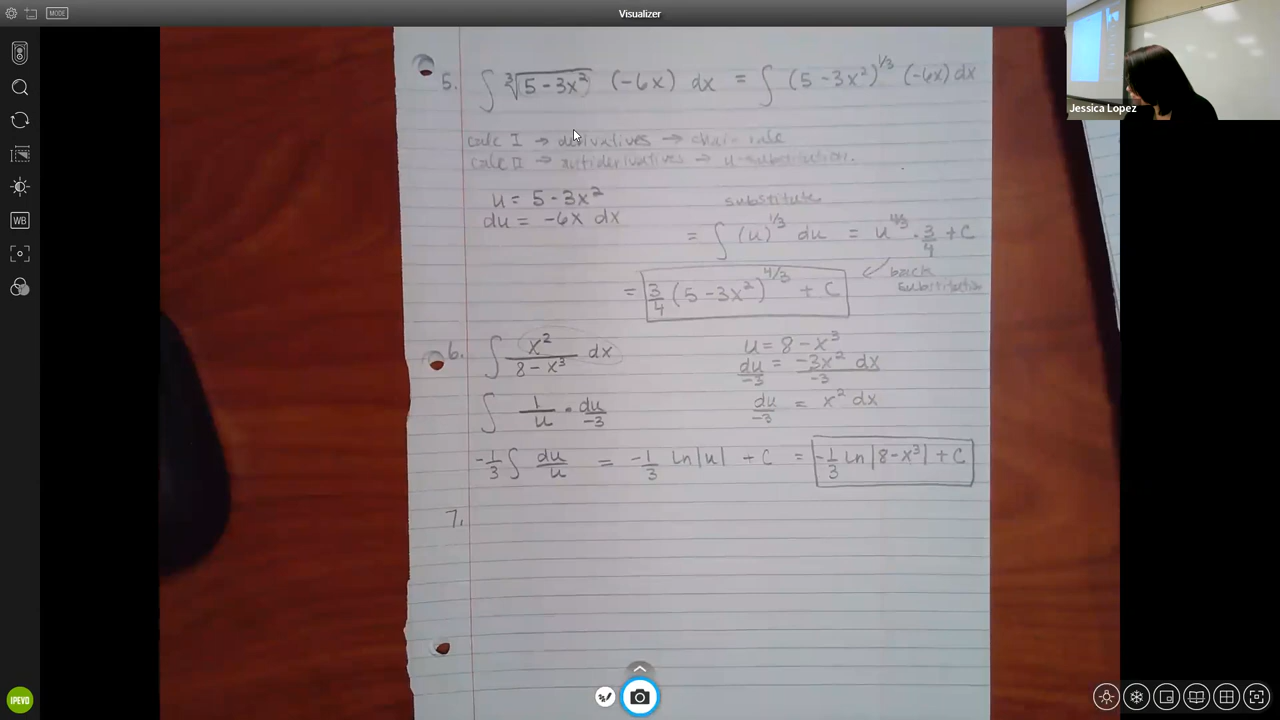 MODE
Visualizer
Jessica Lopez
WB
5. ∫ ∛(5 - 3x²) (-6x) dx = ∫ (5 - 3x²)^1/3 (-6x) dx
calc I → derivatives → chain rule
calc II → antiderivatives → u-substitution.
u = 5 - 3x²
du = -6x dx
substitute
= ∫ (u)^1/3 du = u^4/3 · 3/4 + C
= 3/4 (5 - 3x²)^4/3 + C
back substitution
6. ∫ x²/(8 - x³) dx
u = 8 - x³
du/-3 = -3x² dx/-3
∫ 1/u · du/-3
du/-3 = x² dx
-1/3 ∫ du/u = -1/3 ln|u| + C = -1/3 ln|8 - x³| + C
7.
IPEVO